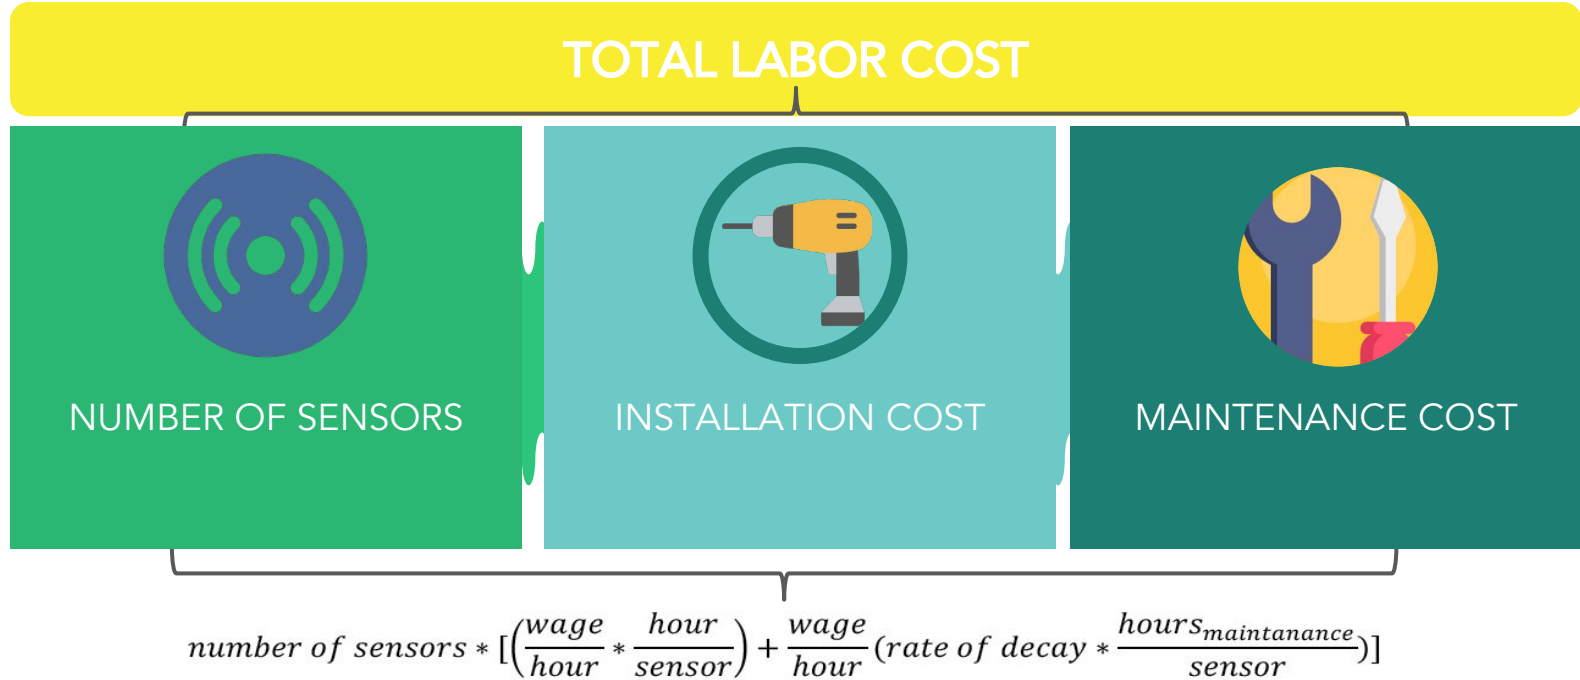 TOTAL LABOR COST
NUMBER OF SENSORS
INSTALLATION COST
MAINTENANCE COST
number of sensors * [(wage/hour * hour/sensor) + wage/hour (rate of decay * hours_maintanance/sensor)]